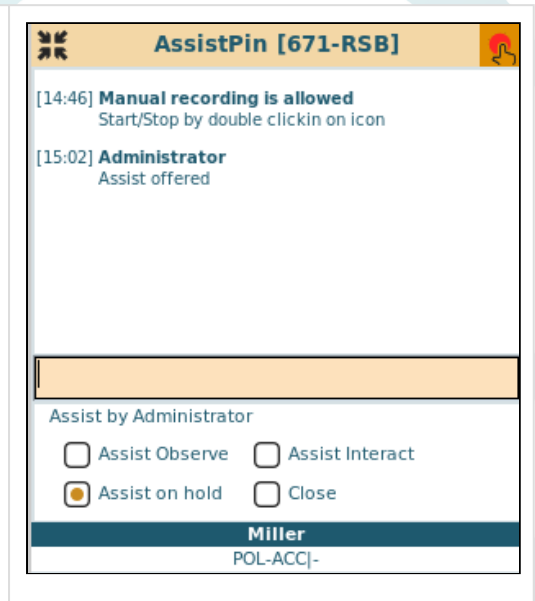 AssistPin [671-RSB]
[14:46] Manual recording is allowed
Start/Stop by double clickin on icon
[15:02] Administrator
Assist offered
Assist by Administrator
Assist Observe Assist Interact
Assist on hold Close
Miller
POL-ACC|-